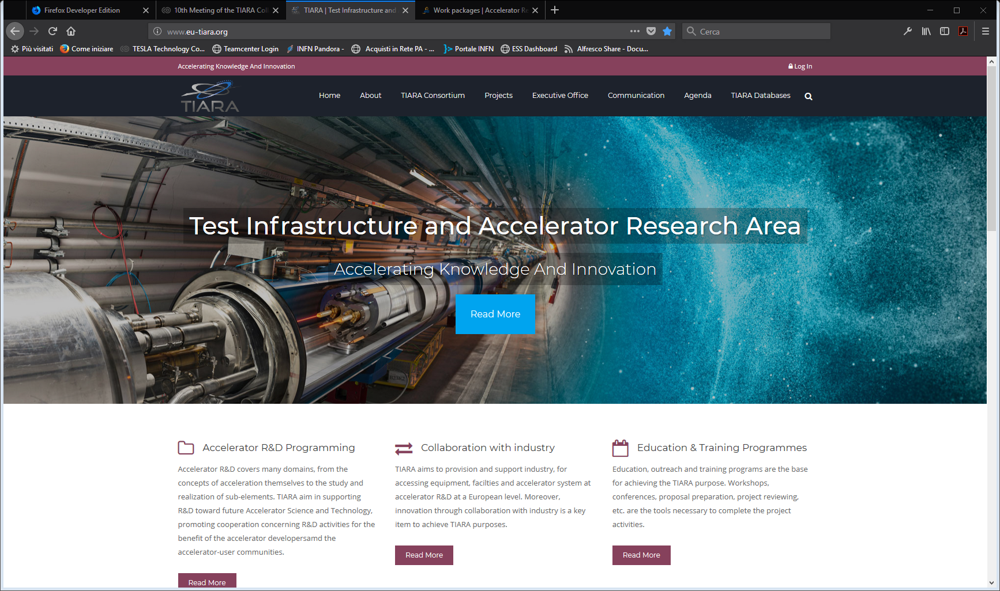 Firefox Developer Edition
10th Meeting of the TIARA Col
TIARA | Test Infrastructure and
Work packages | Accelerator Re
www.eu-tiara.org
Cerca
Più visitati
Come iniziare
TESLA Technology Co...
Teamcenter Login
INFN Pandora -
Acquisti in Rete PA - ...
Portale INFN
ESS Dashboard
Alfresco Share - Docu...
Accelerating Knowledge And Innovation
Log In
TIARA
Home
About
TIARA Consortium
Projects
Executive Office
Communication
Agenda
TIARA Databases
Test Infrastructure and Accelerator Research Area
Accelerating Knowledge And Innovation
Read More
Accelerator R&D Programming
Accelerator R&D covers many domains, from the
concepts of acceleration themselves to the study and
realization of sub-elements. TIARA aim in supporting
R&D toward future Accelerator Science and Technology,
promoting cooperation concerning R&D activities for the
benefit of the accelerator developersamd the
accelerator-user communities.
Read More
Collaboration with industry
TIARA aims to provision and support industry, for
accessing equipment, facilties and accelerator system at
accelerator R&D at a European level. Moreover,
innovation through collaboration with industry is a key
item to achieve TIARA purposes.
Read More
Education & Training Programmes
Education, outreach and training programs are the base
for achieving the TIARA purpose. Workshops,
conferences, proposal preparation, project reviewing,
etc. are the tools necessary to complete the project
activities.
Read More